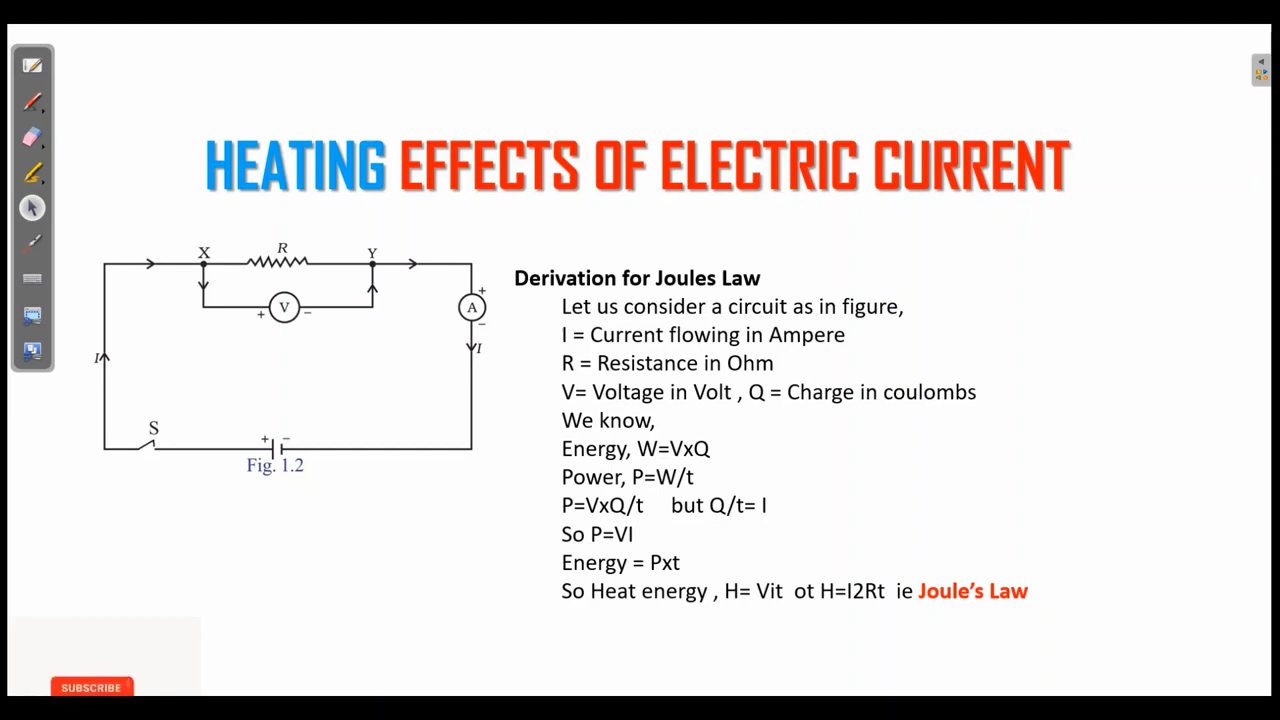 HEATING EFFECTS OF ELECTRIC CURRENT
X
R
Y
V
+
−
+
A
−
I
I
S
+
−
Fig. 1.2
Derivation for Joules Law
Let us consider a circuit as in figure,
I = Current flowing in Ampere
R = Resistance in Ohm
V= Voltage in Volt , Q = Charge in coulombs
We know,
Energy, W=VxQ
Power, P=W/t
P=VxQ/t but Q/t= I
So P=VI
Energy = Pxt
So Heat energy , H= Vit ot H=I2Rt ie Joule’s Law
SUBSCRIBE